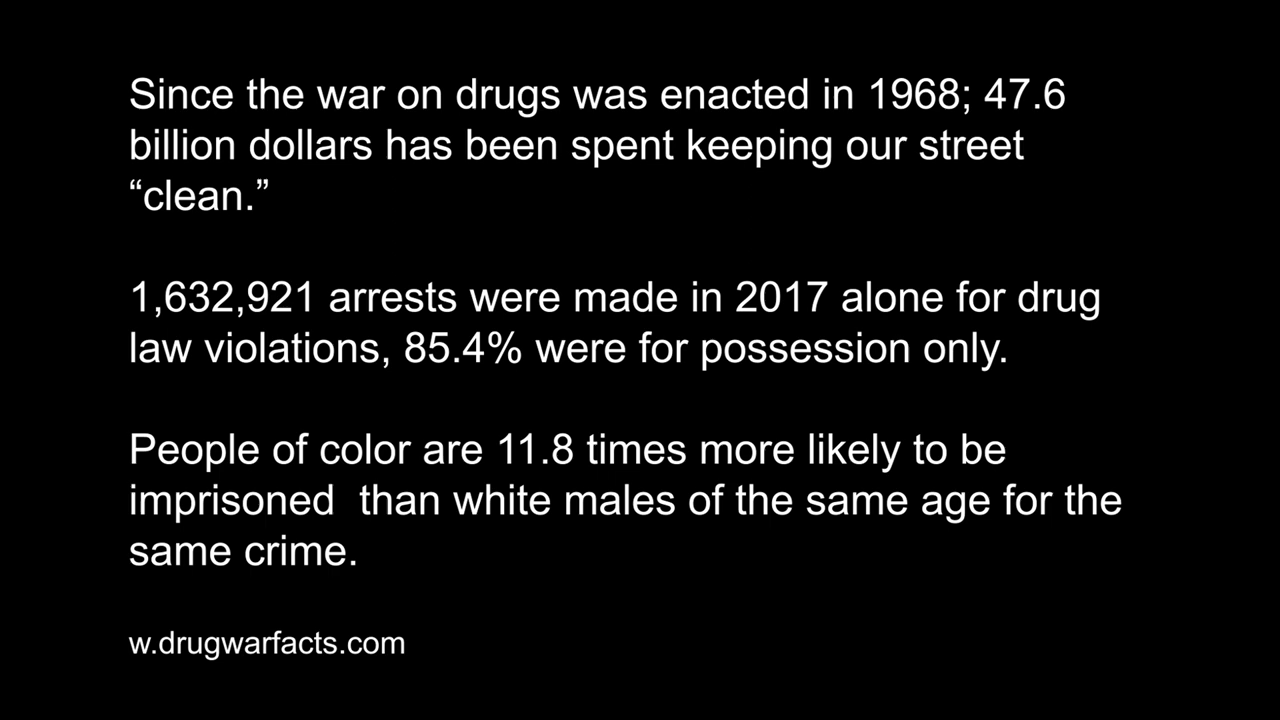 Since the war on drugs was enacted in 1968; 47.6
billion dollars has been spent keeping our street
“clean.”
1,632,921 arrests were made in 2017 alone for drug
law violations, 85.4% were for possession only.
People of color are 11.8 times more likely to be
imprisoned  than white males of the same age for the
same crime.
w.drugwarfacts.com